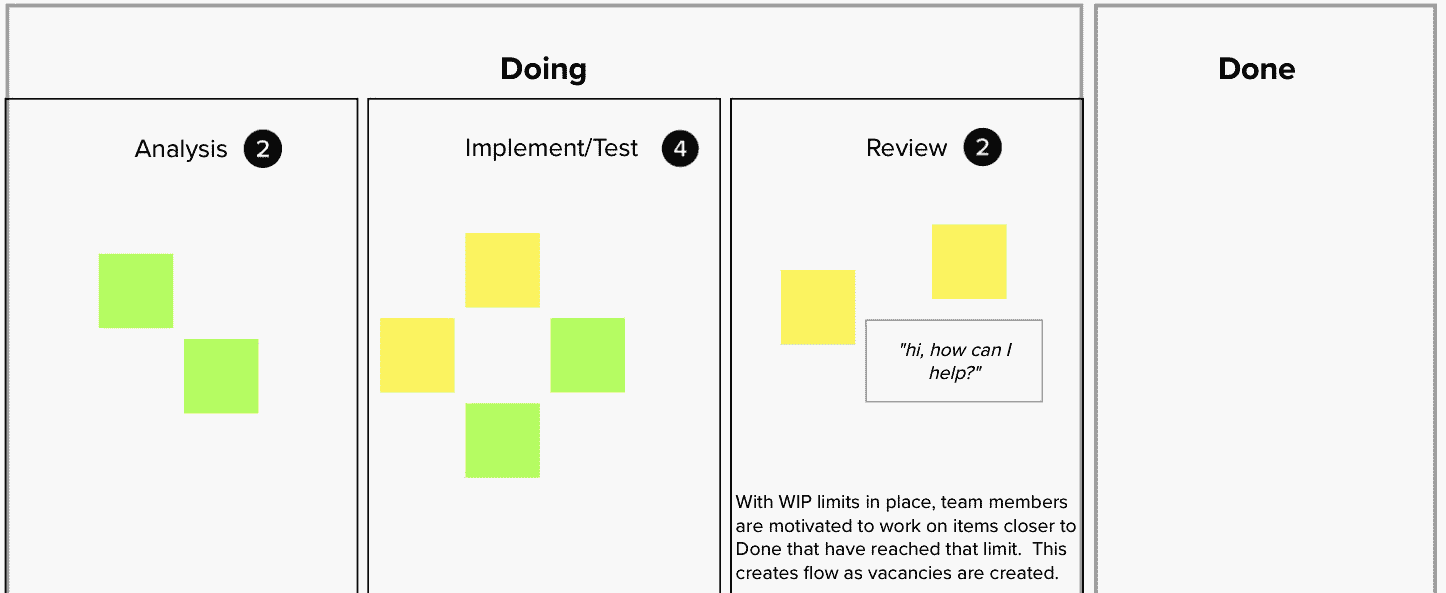 Doing
Done
Analysis 2
Implement/Test 4
Review 2
"hi, how can I
help?"
With WIP limits in place, team members
are motivated to work on items closer to
Done that have reached that limit.  This
creates flow as vacancies are created.